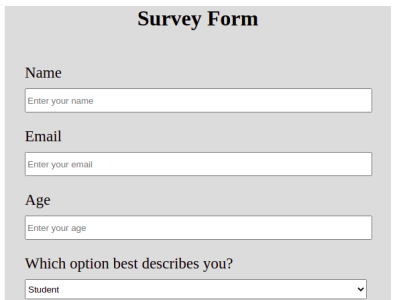 Survey Form
Name
Enter your name
Email
Enter your email
Age
Enter your age
Which option best describes you?
Student